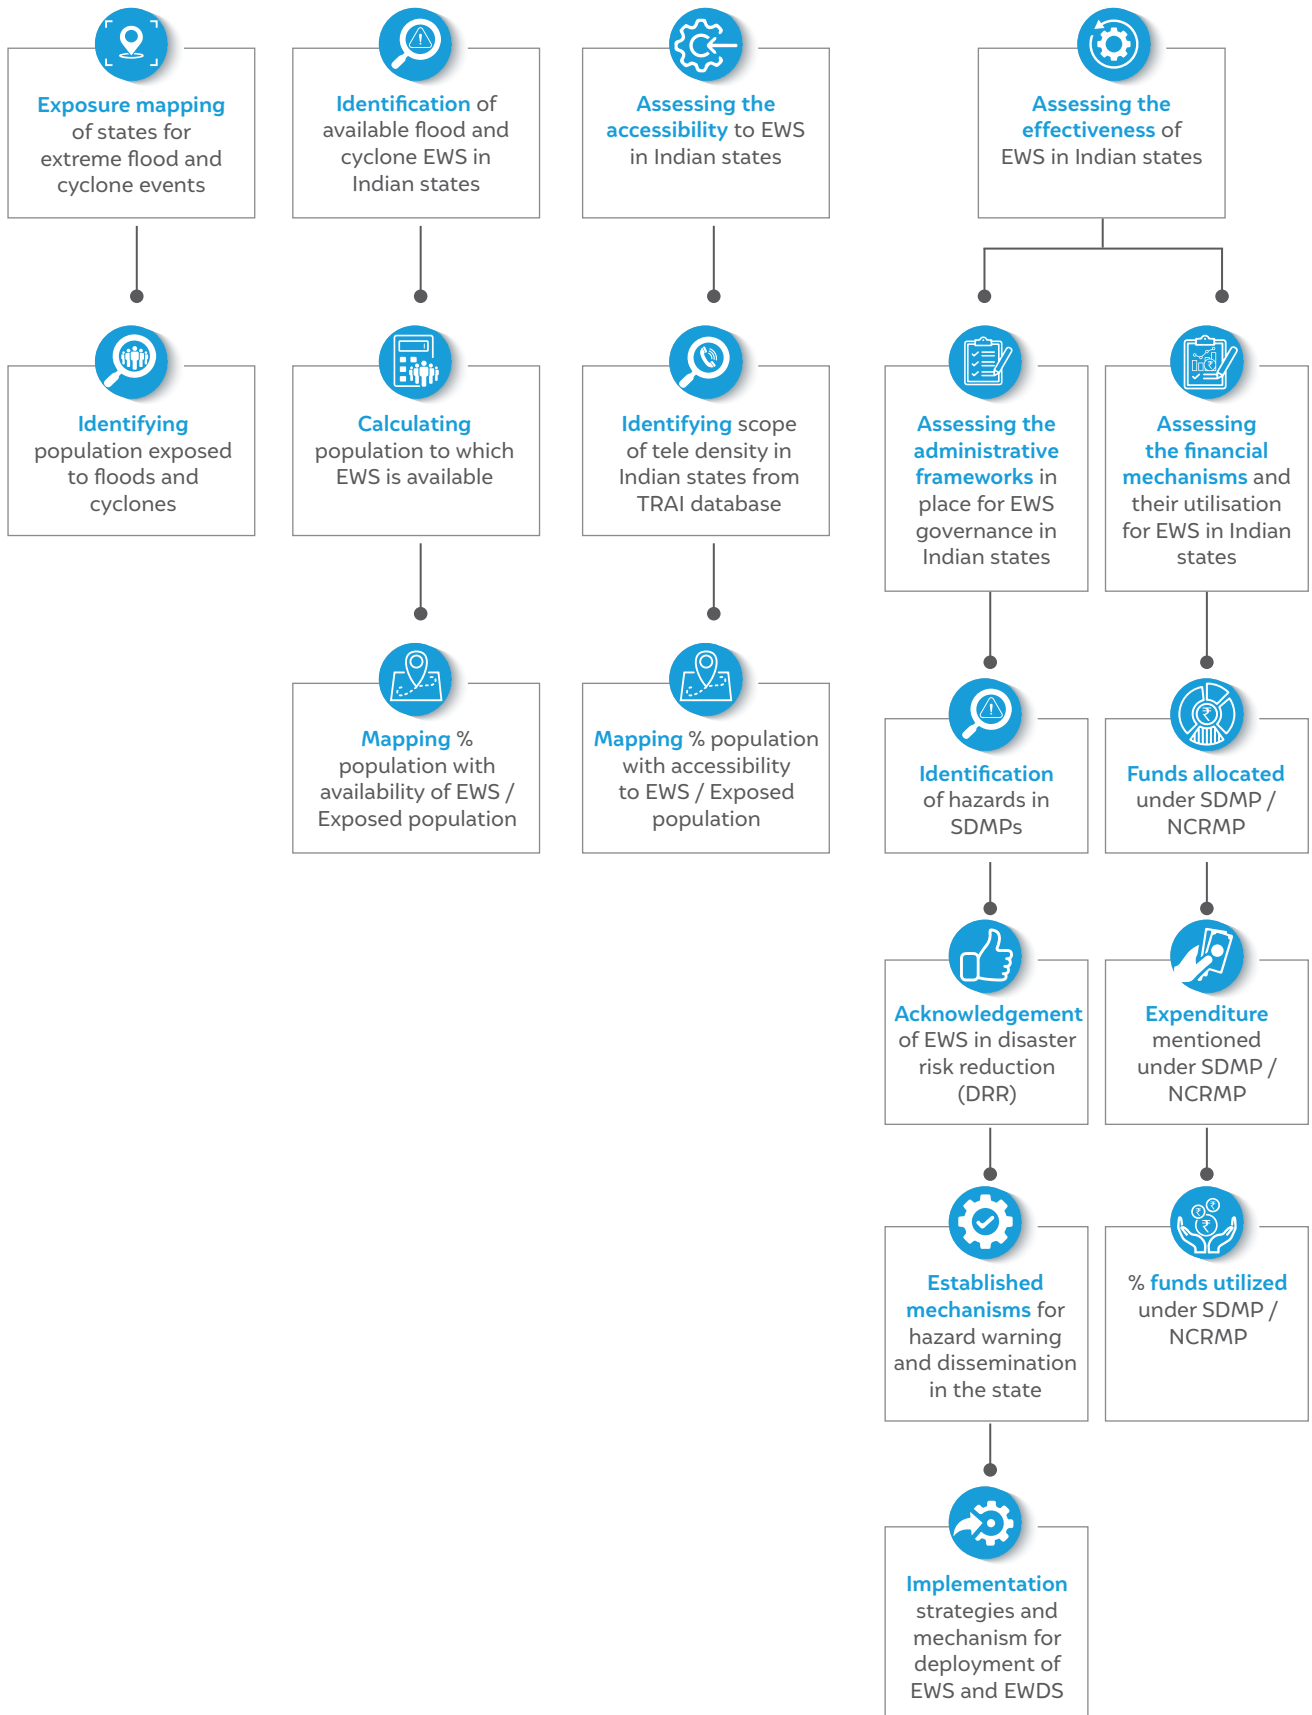 Exposure mapping
of states for
extreme flood and
cyclone events
Identification of
available flood and
cyclone EWS in
Indian states
Assessing the
accessibility to EWS
in Indian states
Assessing the
effectiveness of
EWS in Indian states
Identifying
population exposed
to floods and
cyclones
Calculating
population to which
EWS is available
Identifying scope
of tele density in
Indian states from
TRAI database
Assessing the
administrative
frameworks in
place for EWS
governance in
Indian states
Assessing
the financial
mechanisms and
their utilisation
for EWS in Indian
states
Mapping %
population with
availability of EWS /
Exposed population
Mapping % population
with accessibility
to EWS / Exposed
population
Identification
of hazards in
SDMPs
Funds allocated
under SDMP /
NCRMP
Acknowledgement
of EWS in disaster
risk reduction
(DRR)
Expenditure
mentioned
under SDMP /
NCRMP
Established
mechanisms for
hazard warning
and dissemination
in the state
% funds utilized
under SDMP /
NCRMP
Implementation
strategies and
mechanism for
deployment of
EWS and EWDS